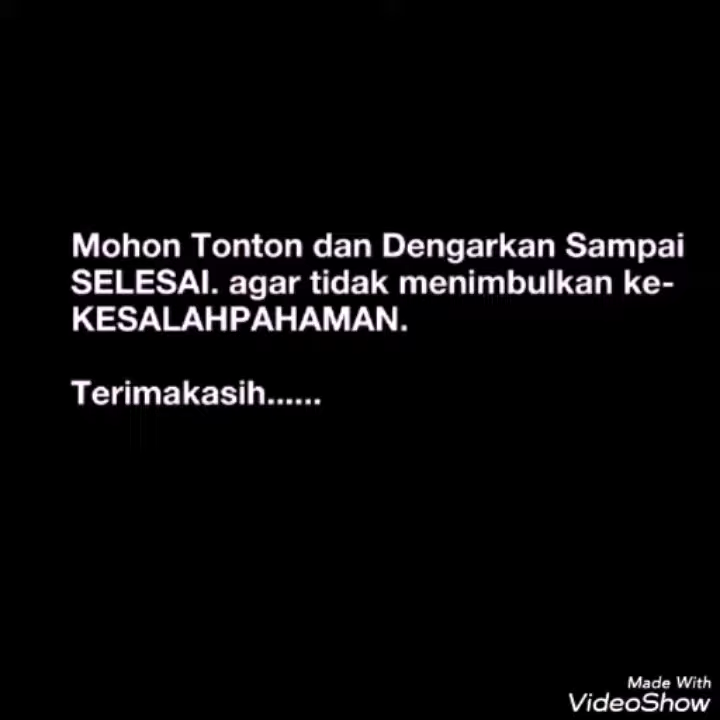 Mohon Tonton dan Dengarkan Sampai
SELESAI. agar tidak menimbulkan ke-
KESALAHPAHAMAN.
Terimakasih......
Made With
VideoShow